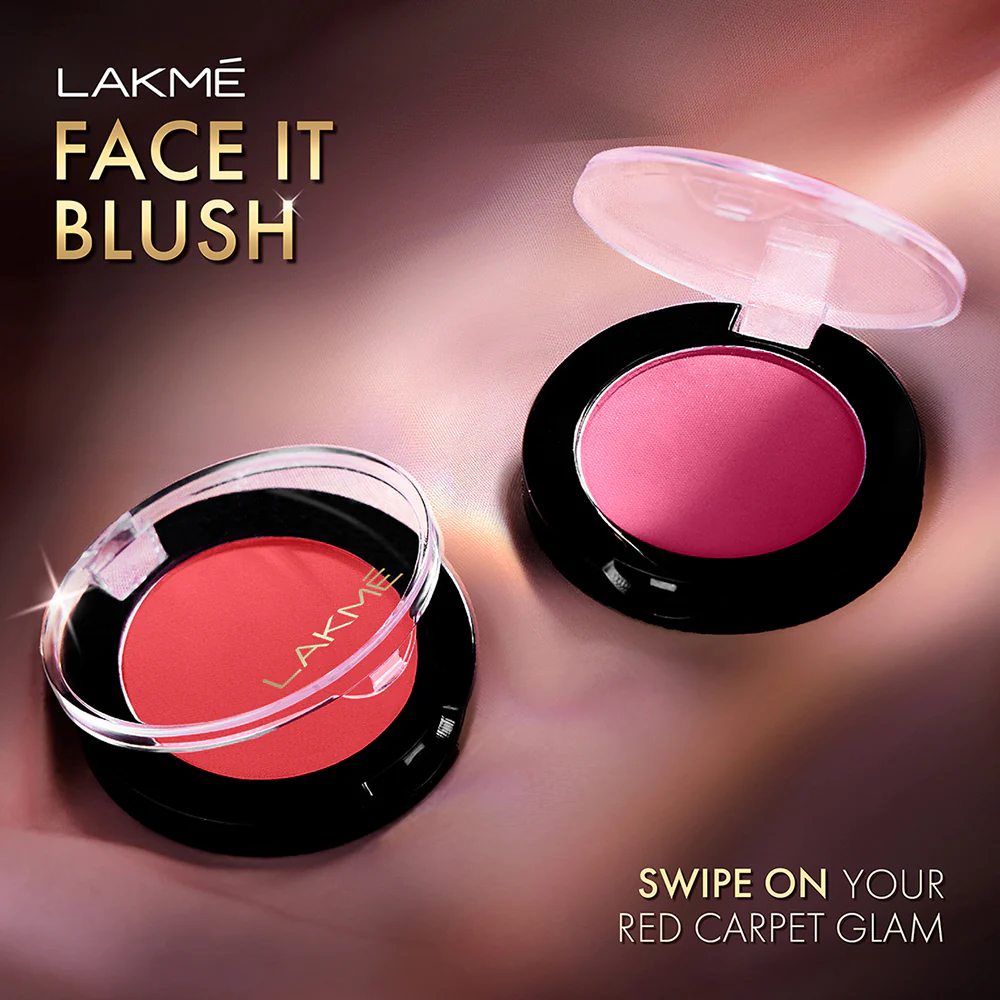 LAKMÉ
FACE IT
BLUSH
LAKMÉ
SWIPE ON YOUR
RED CARPET GLAM